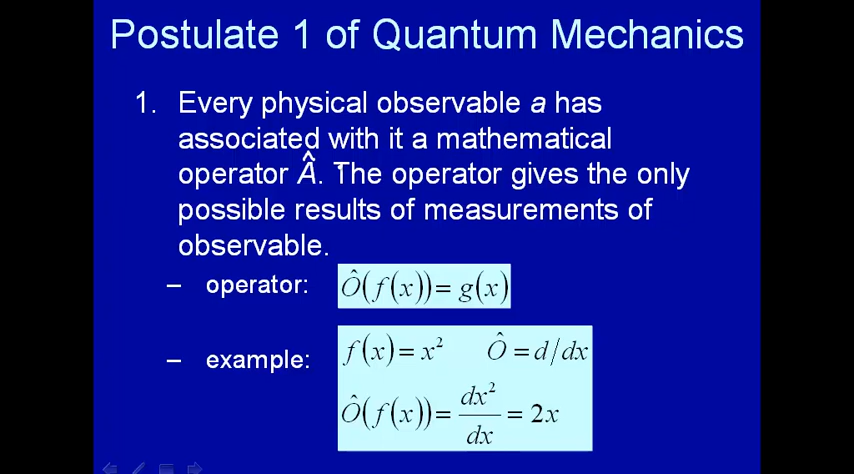 Postulate 1 of Quantum Mechanics
1. Every physical observable a has
associated with it a mathematical
operator Â. The operator gives the only
possible results of measurements of
observable.
– operator: Ô(f(x))= g(x)
– example: f(x)= x² Ô = d/dx
Ô(f(x))= dx²/dx = 2x